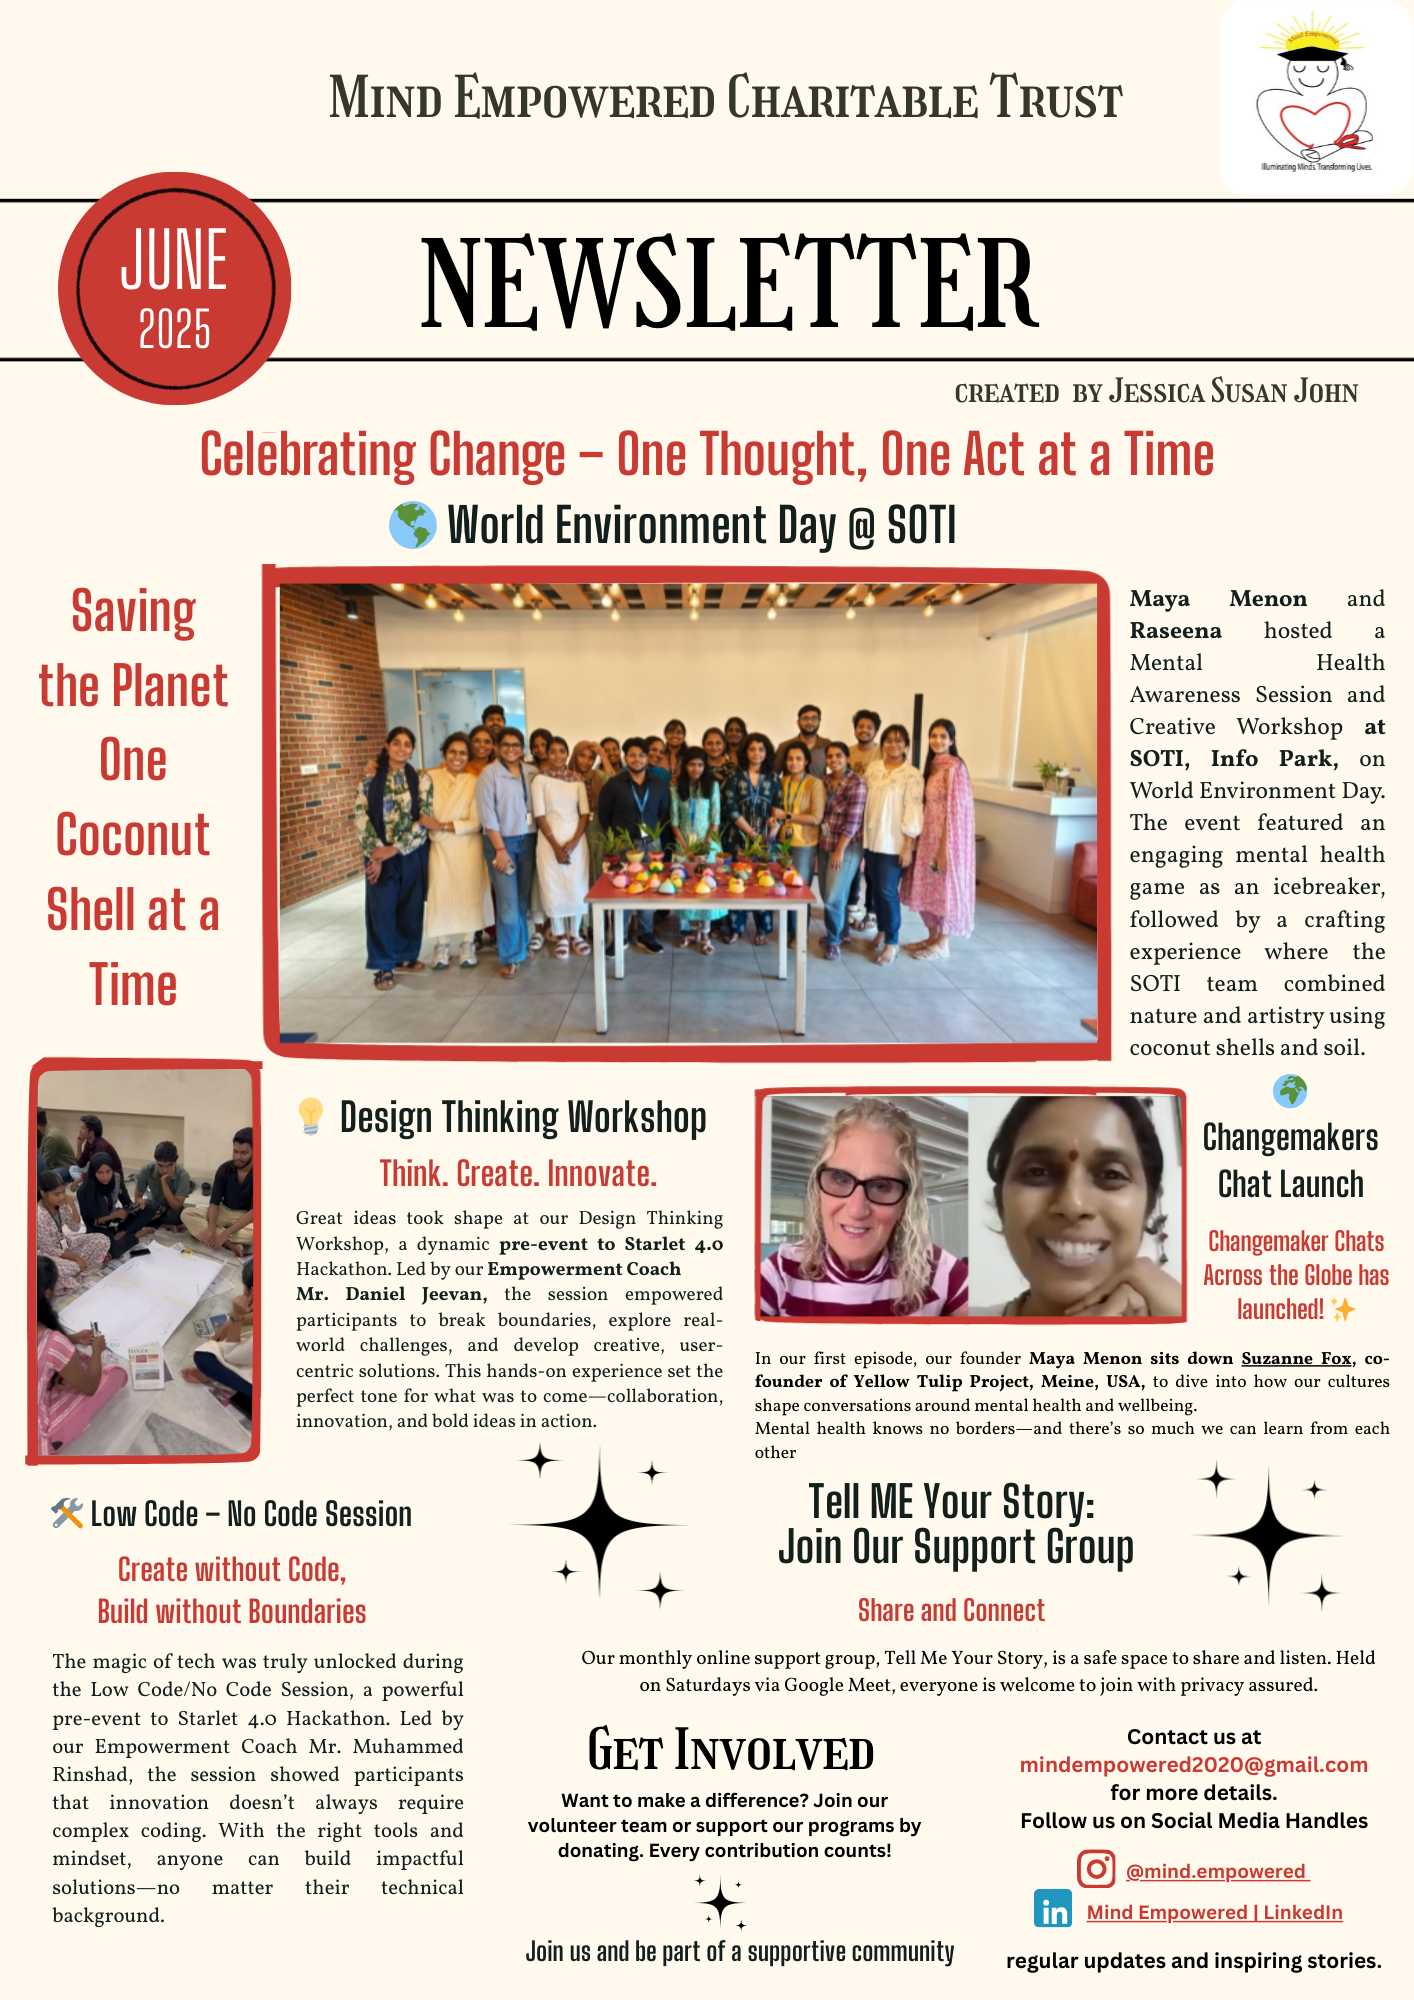 Mind Empowered Charitable Trust
Mind Empowered
Illuminating Minds. Transforming Lives.
JUNE
2025
NEWSLETTER
created by Jessica Susan John
Celebrating Change – One Thought, One Act at a Time
World Environment Day @ SOTI
Saving
the Planet
One
Coconut
Shell at a
Time
Maya Menon and
Raseena hosted a
Mental Health
Awareness Session and
Creative Workshop at
SOTI, Info Park, on
World Environment Day.
The event featured an
engaging mental health
game as an icebreaker,
followed by a crafting
experience where the
SOTI team combined
nature and artistry using
coconut shells and soil.
Design Thinking Workshop
Think. Create. Innovate.
Great ideas took shape at our Design Thinking
Workshop, a dynamic pre-event to Starlet 4.0
Hackathon. Led by our Empowerment Coach
Mr. Daniel Jeevan, the session empowered
participants to break boundaries, explore real-
world challenges, and develop creative, user-
centric solutions. This hands-on experience set the
perfect tone for what was to come—collaboration,
innovation, and bold ideas in action.
Changemakers
Chat Launch
Changemaker Chats
Across the Globe has
launched! ✨
In our first episode, our founder Maya Menon sits down Suzanne Fox, co-
founder of Yellow Tulip Project, Meine, USA, to dive into how our cultures
shape conversations around mental health and wellbeing.
Mental health knows no borders—and there's so much we can learn from each
other
Low Code – No Code Session
Create without Code,
Build without Boundaries
The magic of tech was truly unlocked during
the Low Code/No Code Session, a powerful
pre-event to Starlet 4.0 Hackathon. Led by
our Empowerment Coach Mr. Muhammed
Rinshad, the session showed participants
that innovation doesn't always require
complex coding. With the right tools and
mindset, anyone can build impactful
solutions—no matter their technical
background.
Tell ME Your Story:
Join Our Support Group
Share and Connect
Our monthly online support group, Tell Me Your Story, is a safe space to share and listen. Held
on Saturdays via Google Meet, everyone is welcome to join with privacy assured.
Get Involved
Want to make a difference? Join our
volunteer team or support our programs by
donating. Every contribution counts!
Join us and be part of a supportive community
Contact us at
mindempowered2020@gmail.com
for more details.
Follow us on Social Media Handles
@mind.empowered
in Mind Empowered | LinkedIn
regular updates and inspiring stories.